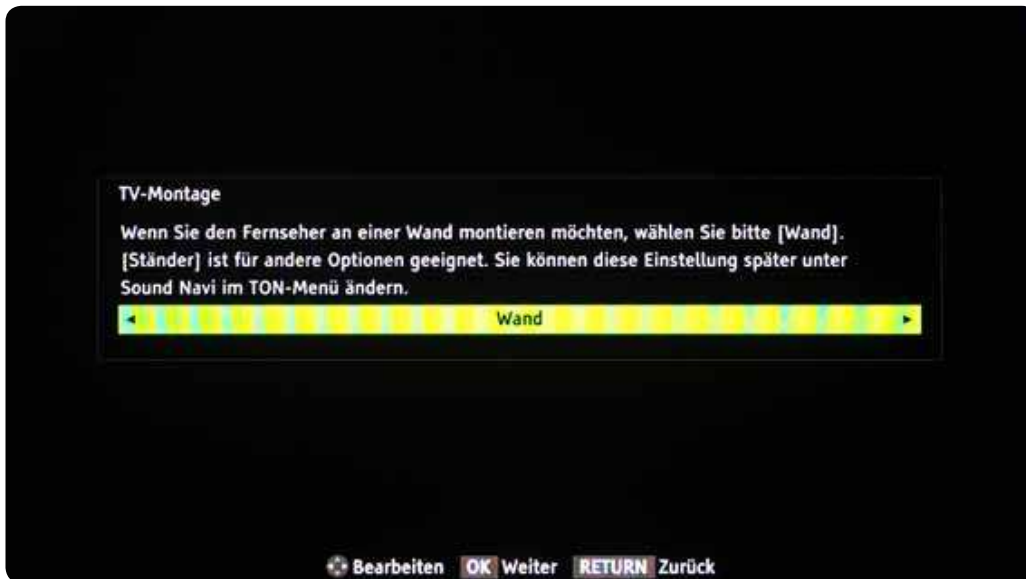 TV-Montage
Wenn Sie den Fernseher an einer Wand montieren möchten, wählen Sie bitte [Wand].
[Ständer] ist für andere Optionen geeignet. Sie können diese Einstellung später unter
Sound Navi im TON-Menü ändern.
◄ Wand ►
Bearbeiten OK Weiter RETURN Zurück